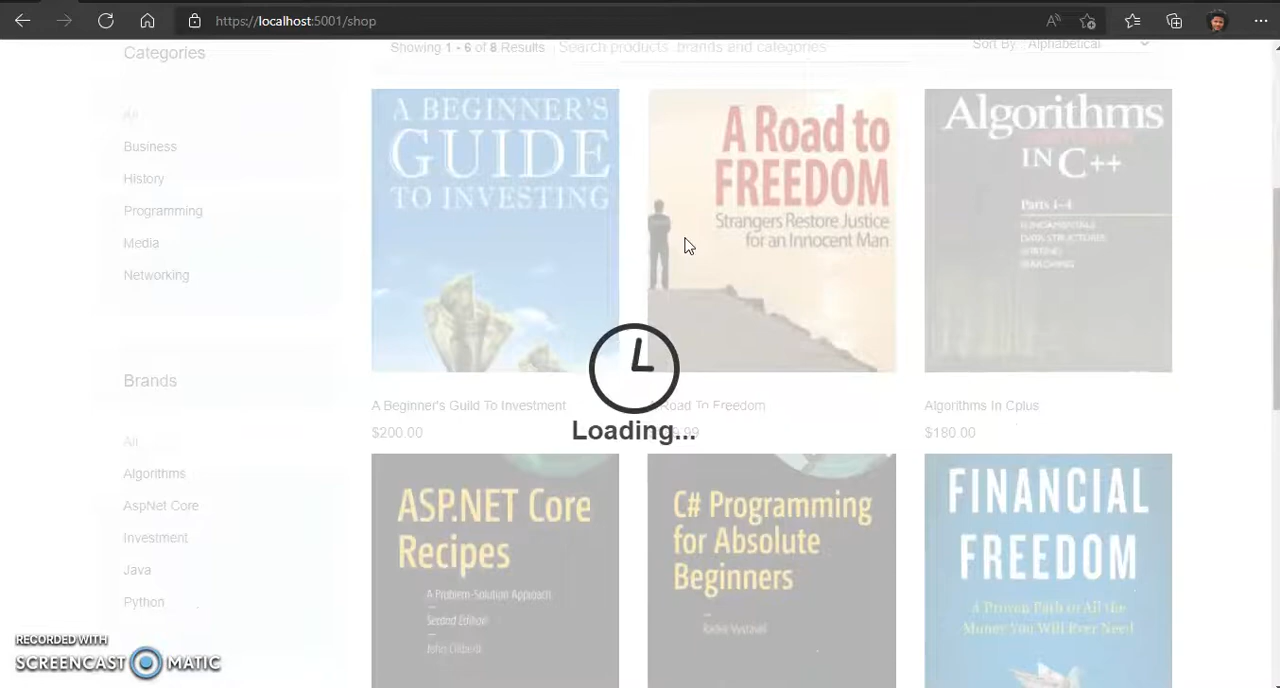 https://localhost:5001/shop
Categories
All
Business
History
Programming
Media
Networking
Brands
All
Algorithms
AspNet Core
Investment
Java
Python
Showing 1 - 6 of 8 Results
Search products, brands and categories
Sort By: Alphabetical
A BEGINNER'S
GUIDE
TO INVESTING
A Beginner's Guild To Investment
$200.00
A Road to
FREEDOM
Strangers Restore Justice
for an Innocent Man
Road To Freedom
.99
Algorithms
IN C++
Parts 1–4
FUNDAMENTALS
DATA STRUCTURES
SORTING
SEARCHING
Algorithms In Cplus
$180.00
Loading...
ASP.NET Core
Recipes
A Problem-Solution Approach
Second Edition
C# Programming
for Absolute
Beginners
Radek Vystavěl
FINANCIAL
FREEDOM
A Proven Path to All the
Money You Will Ever Need
RECORDED WITH
SCREENCAST MATIC